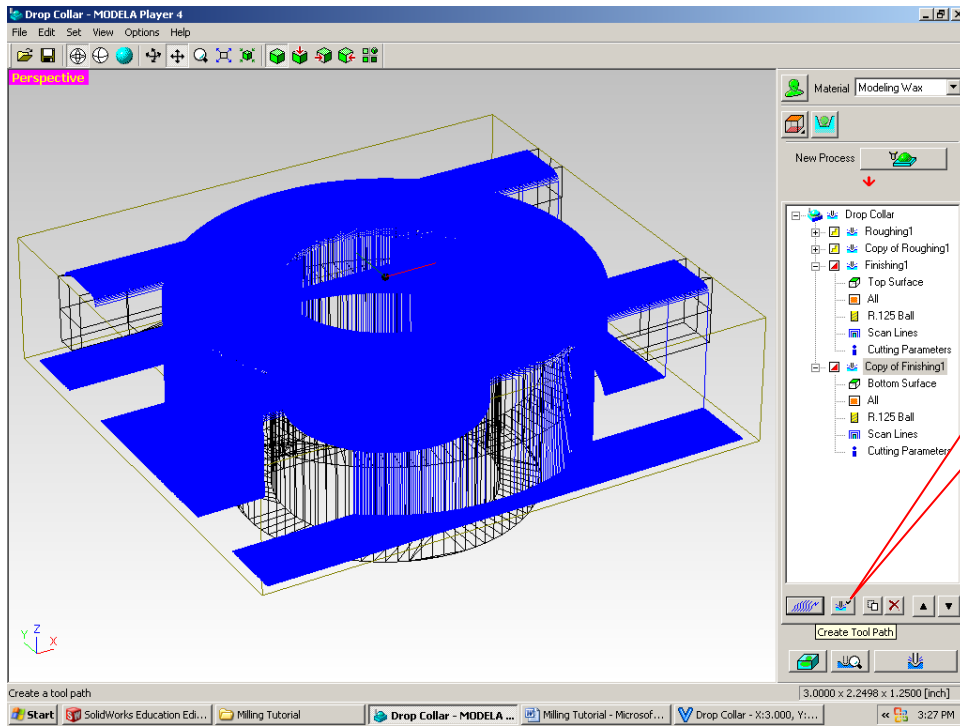 Drop Collar - MODELA Player 4
File Edit Set View Options Help
Perspective
Material Modeling Wax
New Process
Drop Collar
Roughing1
Copy of Roughing1
Finishing1
Top Surface
All
R.125 Ball
Scan Lines
Cutting Parameters
Copy of Finishing1
Bottom Surface
All
R.125 Ball
Scan Lines
Cutting Parameters
Create Tool Path
Z
Y
X
Create a tool path
3.0000 x 2.2498 x 1.2500 [inch]
Start SolidWorks Education Edi... Milling Tutorial Drop Collar - MODELA ... Milling Tutorial - Microsof... Drop Collar - X:3.000, Y:... « 3:27 PM